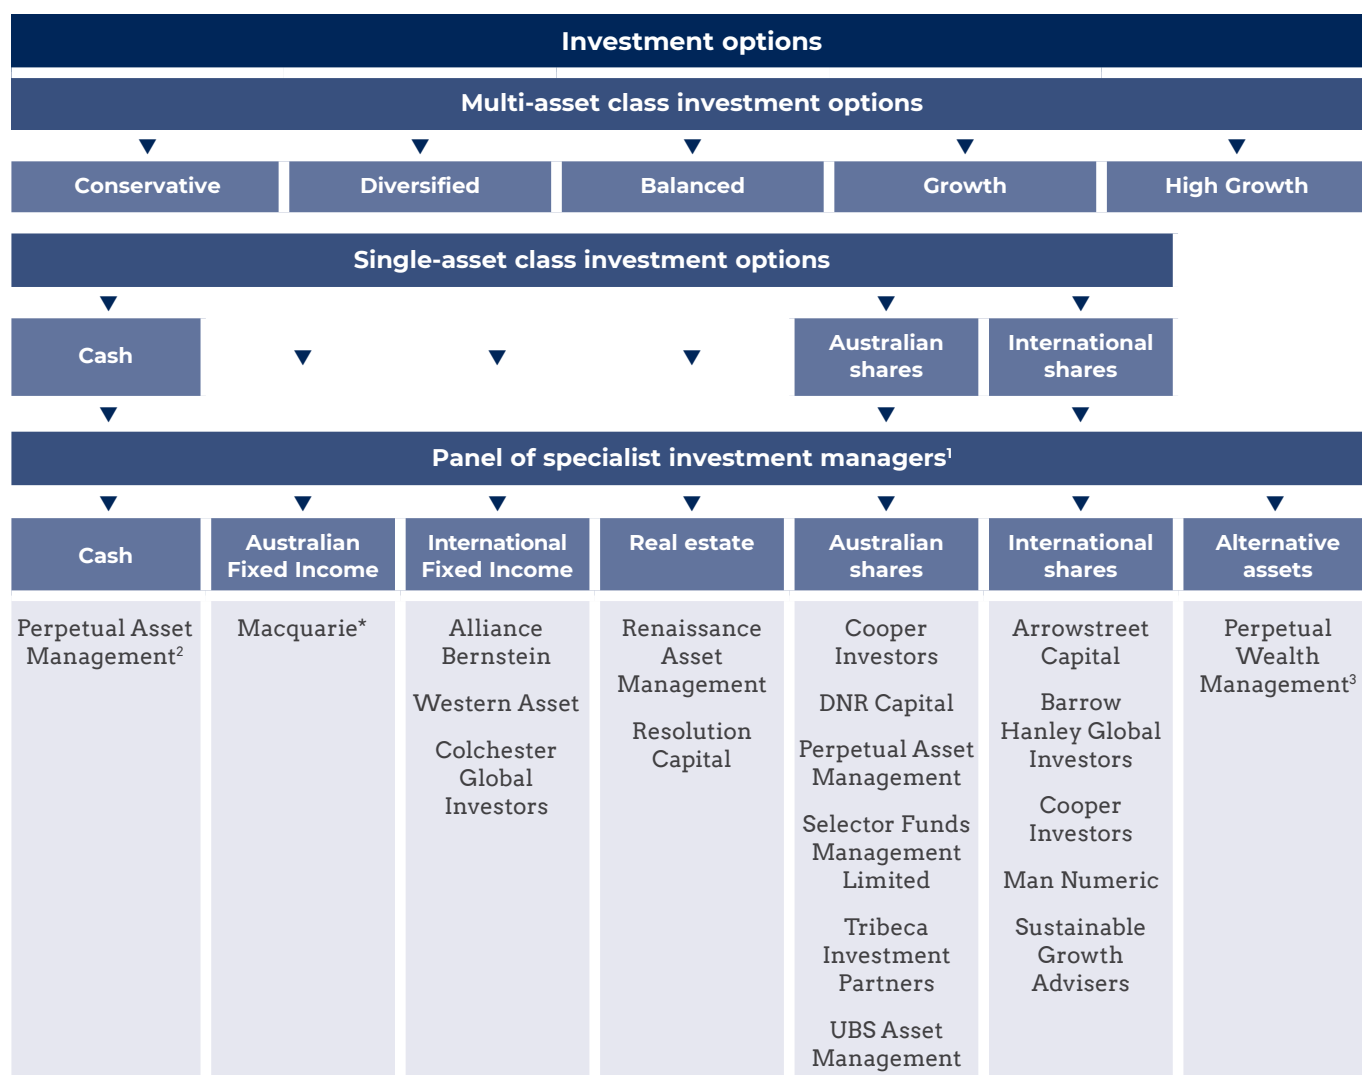 Investment options
Multi-asset class investment options
Conservative
Diversified
Balanced
Growth
High Growth
Single-asset class investment options
Cash
Australian
shares
International
shares
Panel of specialist investment managers¹
Cash
Australian
Fixed Income
International
Fixed Income
Real estate
Australian
shares
International
shares
Alternative
assets
Perpetual Asset
Management²
Macquarie*
Alliance
Bernstein
Western Asset
Colchester
Global
Investors
Renaissance
Asset
Management
Resolution
Capital
Cooper
Investors
DNR Capital
Perpetual Asset
Management
Selector Funds
Management
Limited
Tribeca
Investment
Partners
UBS Asset
Management
Arrowstreet
Capital
Barrow
Hanley Global
Investors
Cooper
Investors
Man Numeric
Sustainable
Growth
Advisers
Perpetual
Wealth
Management³